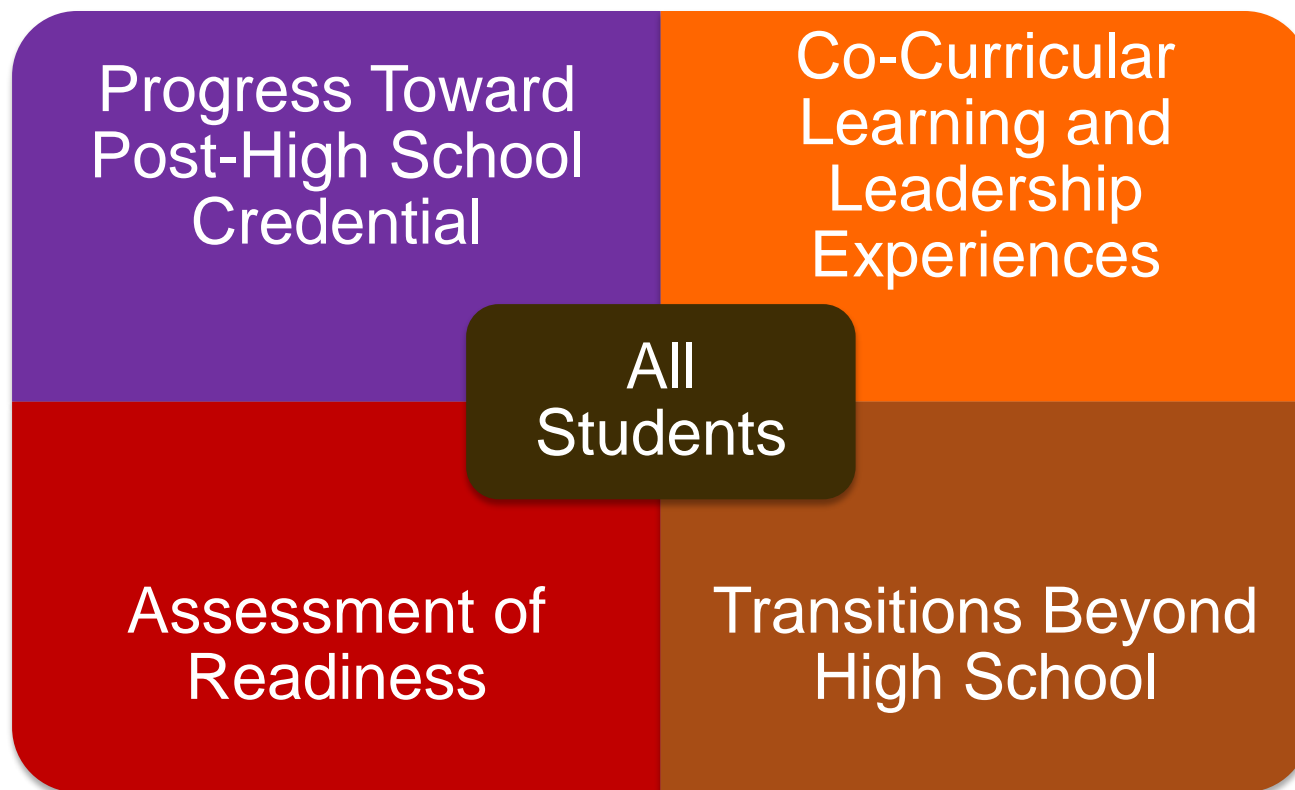 Progress Toward
Post-High School
Credential
Co-Curricular
Learning and
Leadership
Experiences
All
Students
Assessment of
Readiness
Transitions Beyond
High School